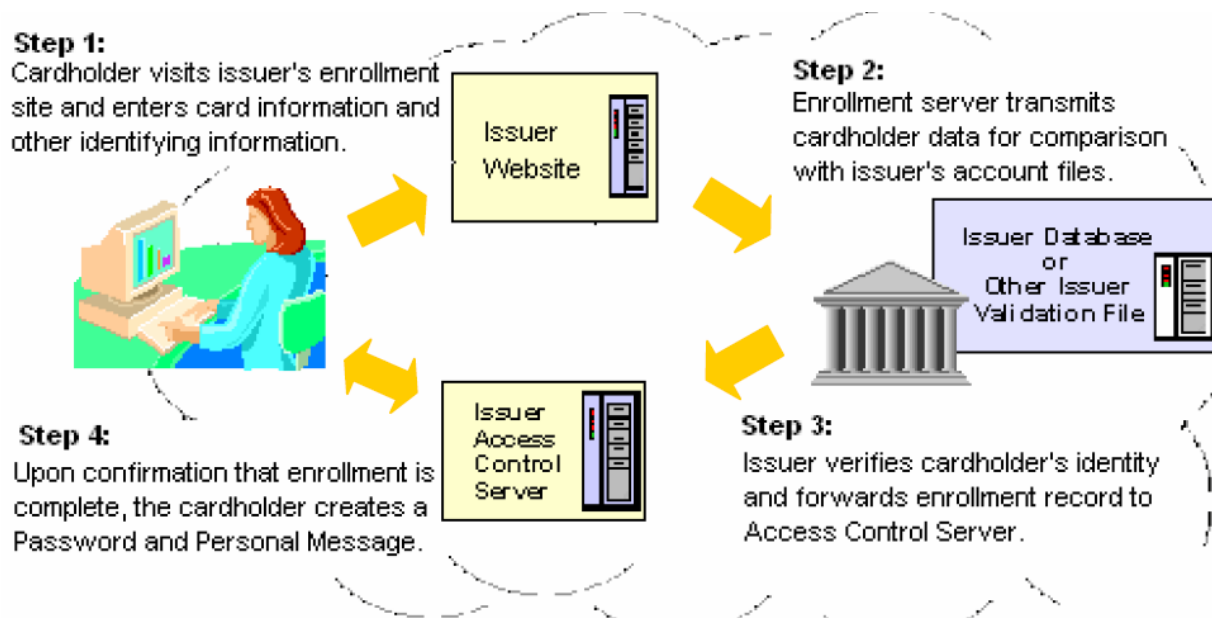 Step 1:
Cardholder visits issuer's enrollment
site and enters card information and
other identifying information.
Issuer
Website
Step 2:
Enrollment server transmits
cardholder data for comparison
with issuer's account files.
Issuer Database
or
Other Issuer
Validation File
Step 3:
Issuer verifies cardholder's identity
and forwards enrollment record to
Access Control Server.
Issuer
Access
Control
Server
Step 4:
Upon confirmation that enrollment is
complete, the cardholder creates a
Password and Personal Message.